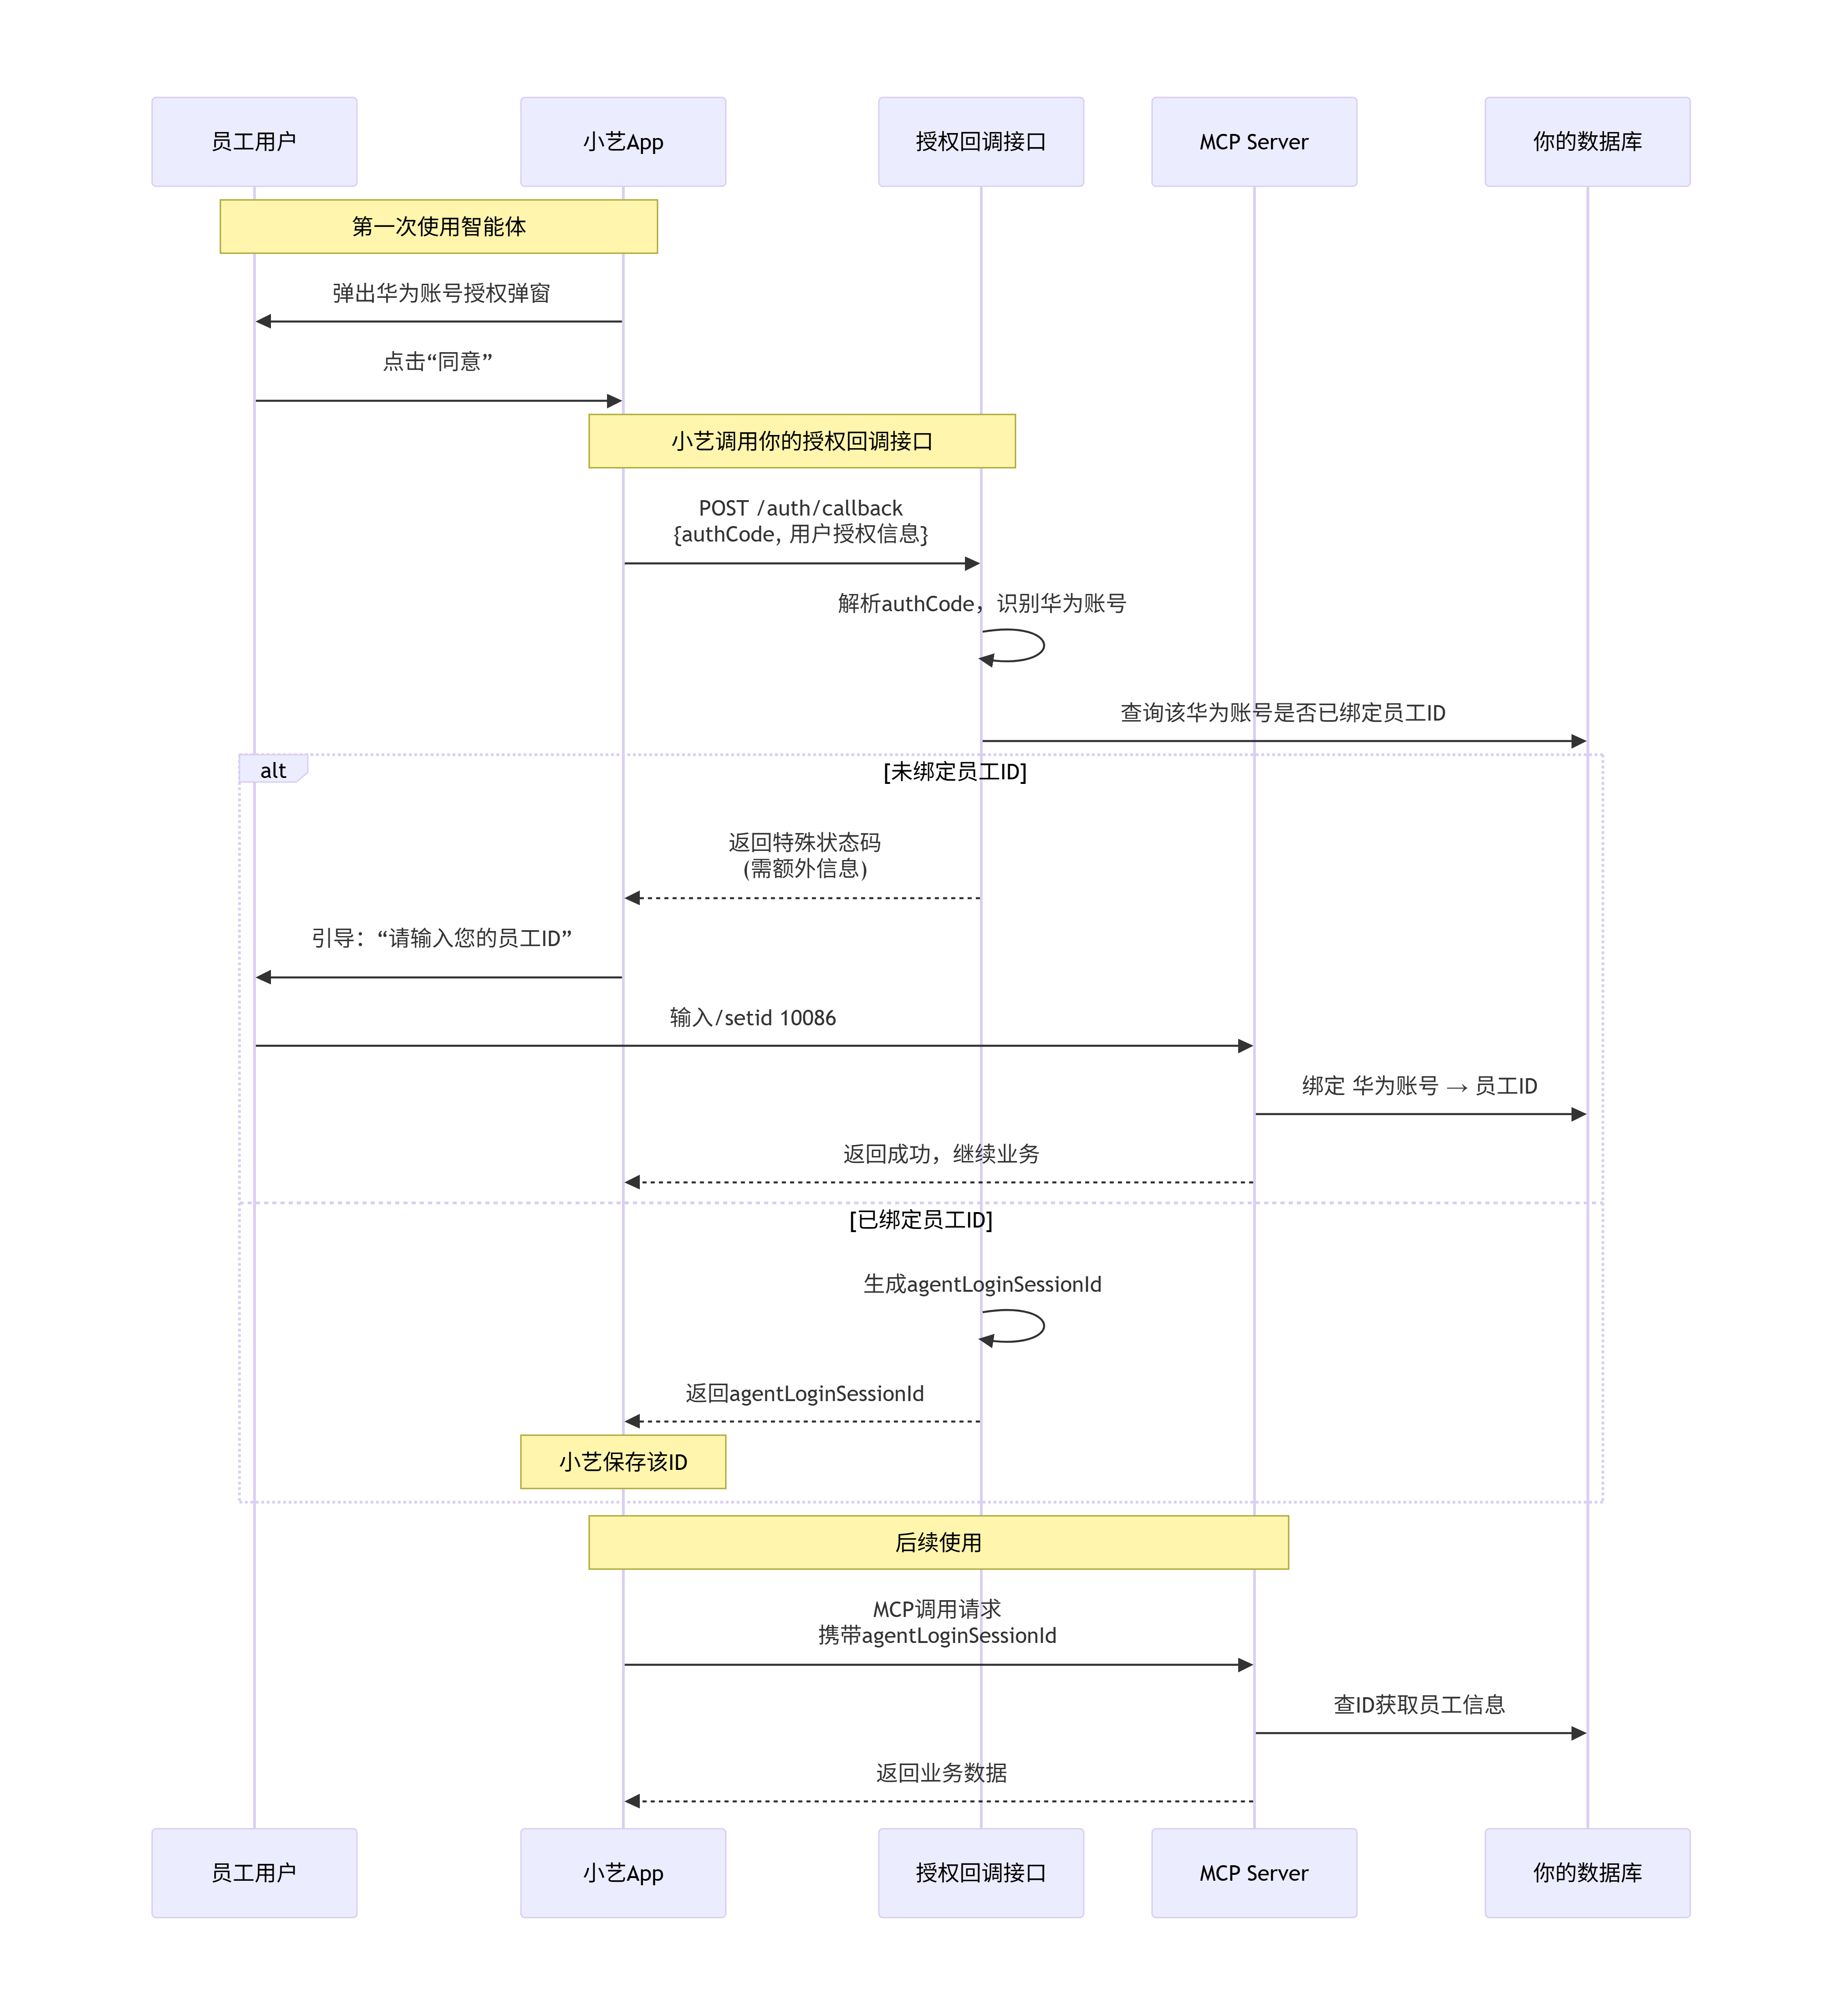 员工用户
小艺App
授权回调接口
MCP Server
你的数据库
第一次使用智能体
弹出华为账号授权弹窗
点击“同意”
小艺调用你的授权回调接口
POST /auth/callback
{authCode, 用户授权信息}
解析authCode，识别华为账号
查询该华为账号是否已绑定员工ID
alt
[未绑定员工ID]
返回特殊状态码
(需额外信息)
引导：“请输入您的员工ID”
输入/setid 10086
绑定 华为账号 → 员工ID
返回成功，继续业务
[已绑定员工ID]
生成agentLoginSessionId
返回agentLoginSessionId
小艺保存该ID
后续使用
MCP调用请求
携带agentLoginSessionId
查ID获取员工信息
返回业务数据
员工用户
小艺App
授权回调接口
MCP Server
你的数据库